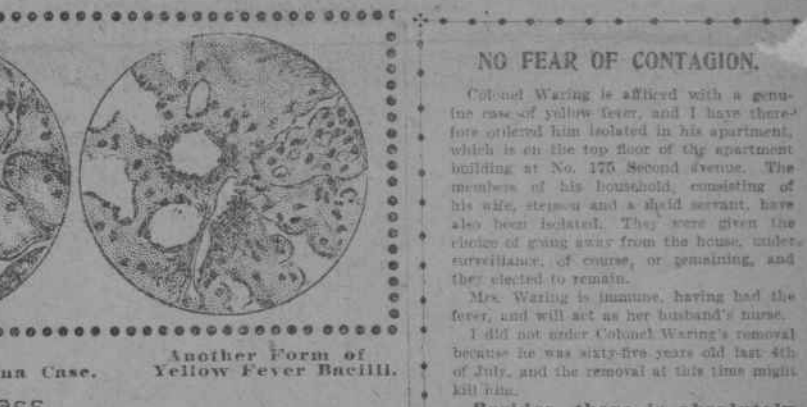 NO FEAR OF CONTAGION.
Colonel Waring is afflicted with a genu-
ine case of yellow fever, and I have there-
fore ordered him isolated in his apartment,
which is on the top floor of the apartment
building at No. 175 Second avenue. The
members of his household, consisting of
his wife, stepson and a maid servant, have
also been isolated. They were given the
choice of going away from the house, under
surveillance, of course, or remaining, and
they elected to remain.
Mrs. Waring is immune, having had the
fever, and will act as her husband's nurse.
I did not order Colonel Waring's removal
because he was sixty-five years old last 4th
of July, and the removal at this time might
kill him.
na Case.
Another Form of
Yellow Fever Bacilli.